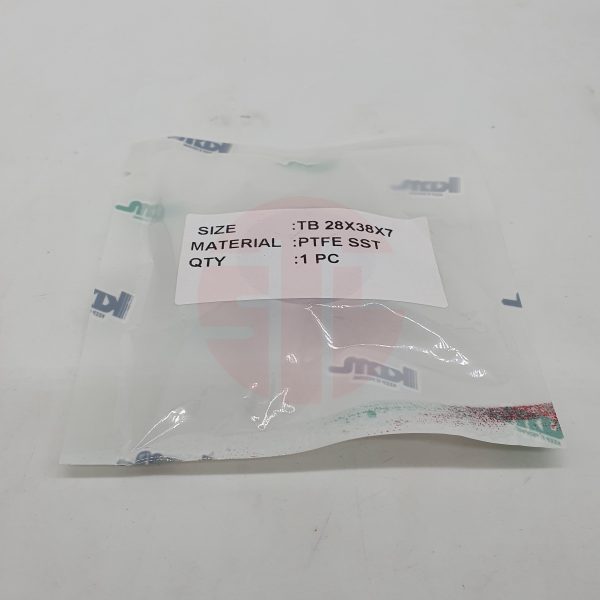 SIZE :TB 28X38X7
MATERIAL :PTFE SST
QTY :1 PC